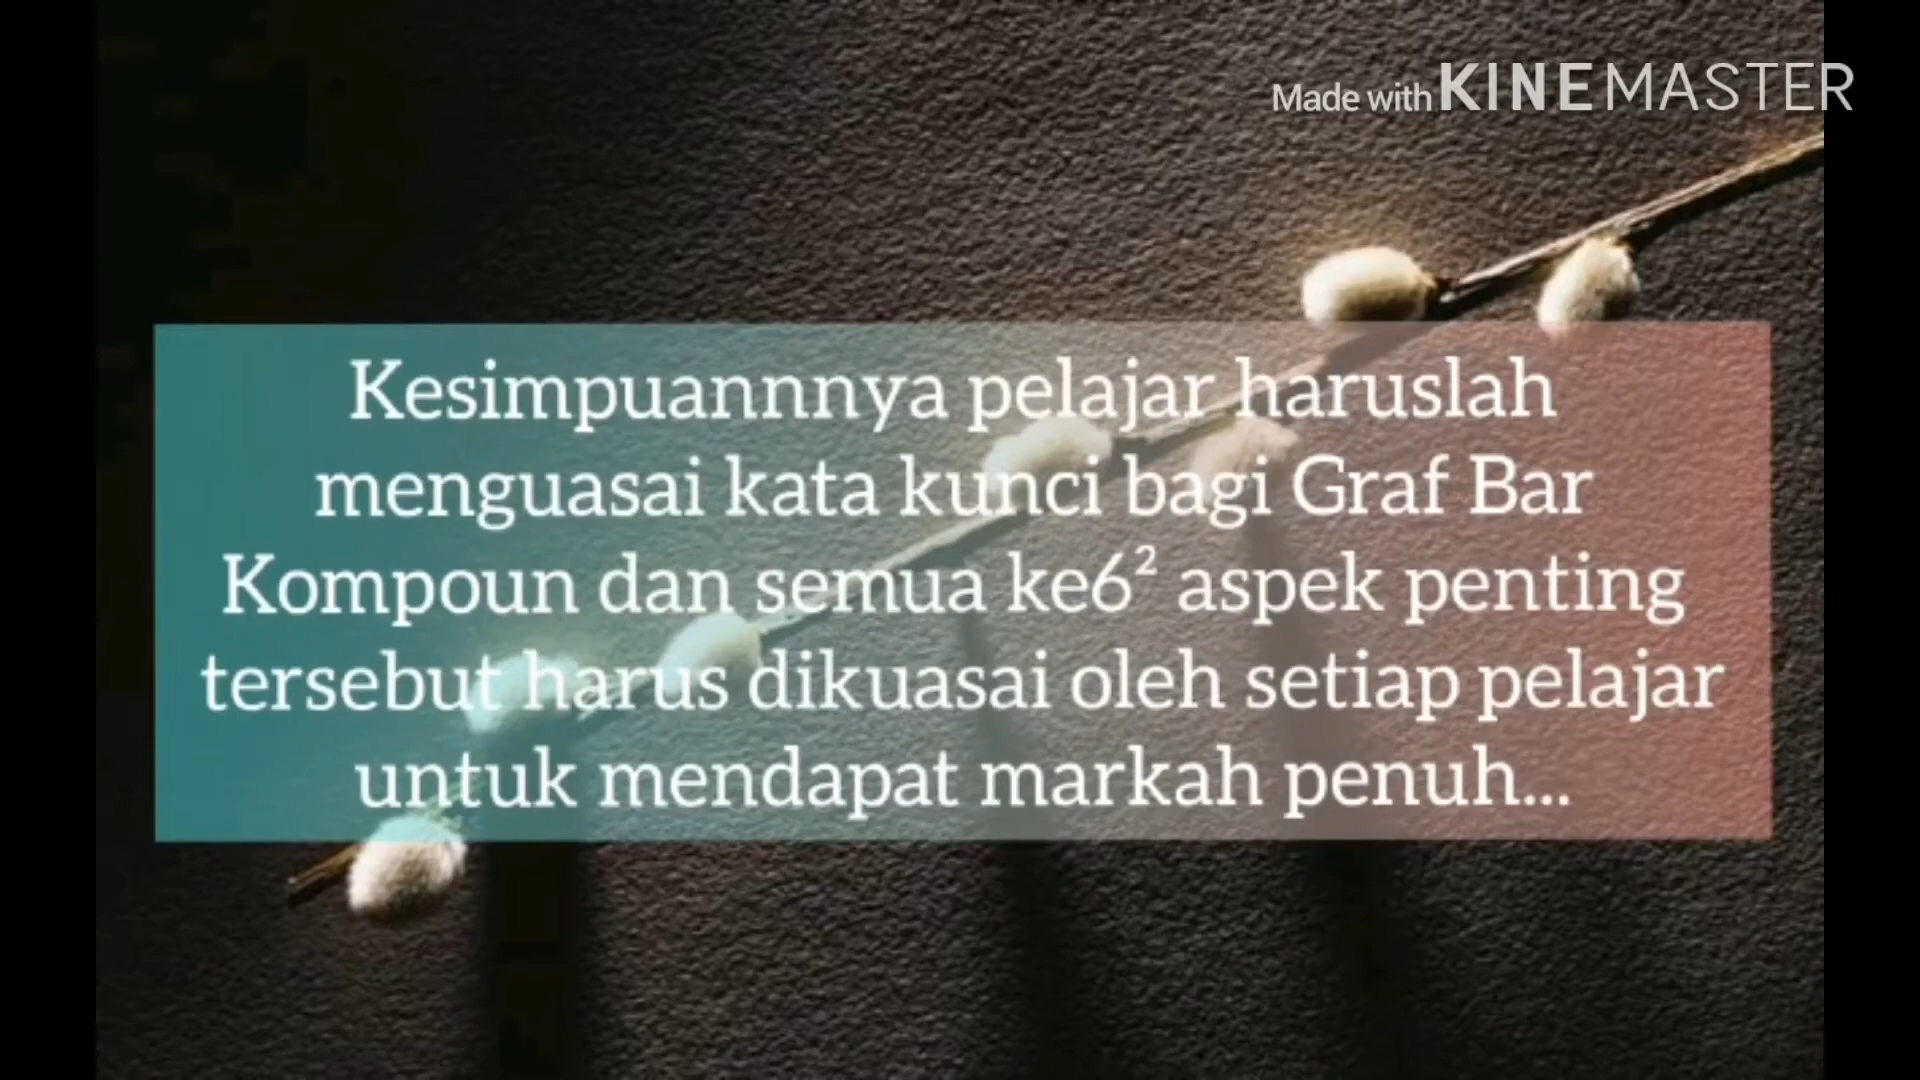 Made with KINEMASTER
Kesimpuannnya pelajar haruslah
menguasai kata kunci bagi Graf Bar
Kompoun dan semua ke6² aspek penting
tersebut harus dikuasai oleh setiap pelajar
untuk mendapat markah penuh...